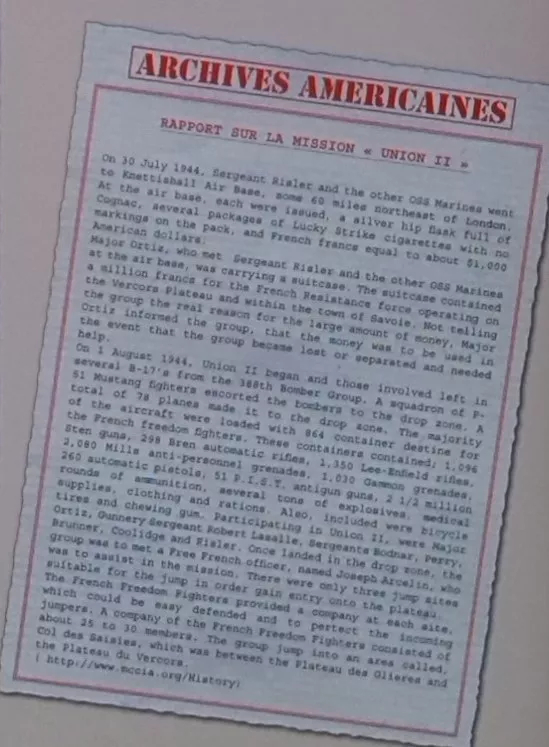 ARCHIVES AMERICAINES
RAPPORT SUR LA MISSION « UNION II »
On 30 July 1944, Sergeant Risler and the other OSS Marines went
to Knettishall Air Base, some 60 miles northeast of London.
At the air base, each were issued, a silver hip flask full of
Cognac, several packages of Lucky Strike cigarettes with no
markings on the pack, and French francs equal to about $1,000
American dollars.
Major Ortiz, who met Sergeant Risler and the other OSS Marines
at the air base, was carrying a suitcase. The suitcase contained
a million francs for the French Resistance force operating on
the Vercors Plateau and within the town of Savoie. Not telling
the group the real reason for the large amount of money, Major
Ortiz informed the group, that the money was to be used in
the event that the group became lost or separated and needed
help.
On 1 August 1944, Union II began and those involved left in
several B-17's from the 388th Bomber Group. A squadron of P-
51 Mustang fighters escorted the bombers to the drop zone. A
total of 78 planes made it to the drop zone. The majority
of the aircraft were loaded with 864 container destine for
the French freedom fighters. These containers contained; 1,096
Sten guns, 298 Bren automatic rifles, 1,350 Lee-Enfield rifles,
2,080 Mills anti-personnel grenades, 1,030 Gammon grenades,
260 automatic pistols, 51 P.I.S.T. antigun guns, 2 1/2 million
rounds of ammunition, several tons of explosives, medical
supplies, clothing and rations. Also, included were bicycle
tires and chewing gum. Participating in Union II, were Major
Ortiz, Gunnery Sergeant Robert Lasalle, Sergeants Bodnar, Perry,
Brunner, Coolidge and Risler. Once landed in the drop zone, the
group was to met a Free French officer, named Joseph Arcelin, who
was to assist in the mission. There were only three jump sites
suitable for the jump in order gain entry onto the plateau.
The French Freedom Fighters provided a company at each site,
which could be easy defended and to pertect the incoming
jumpers. A company of the French Freedom Fighters consisted of
about 25 to 30 members. The group jump into an area called,
Col des Saisies, which was between the Plateau des Glieres and
the Plateau du Vercors.
( http://www.mccia.org/History)